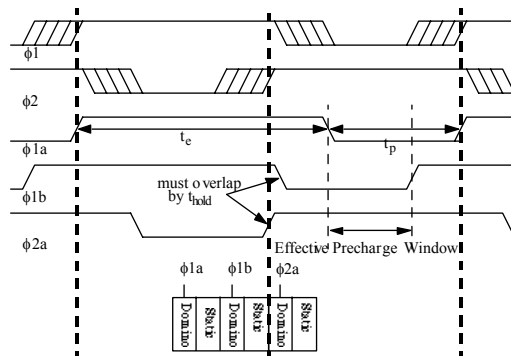 ϕ1
ϕ2
ϕ1a
t_e
t_p
ϕ1b
must overlap
by t_hold
ϕ2a
Effective Precharge Window
ϕ1a ϕ1b ϕ2a
Domino Static Domino Static Domino Static